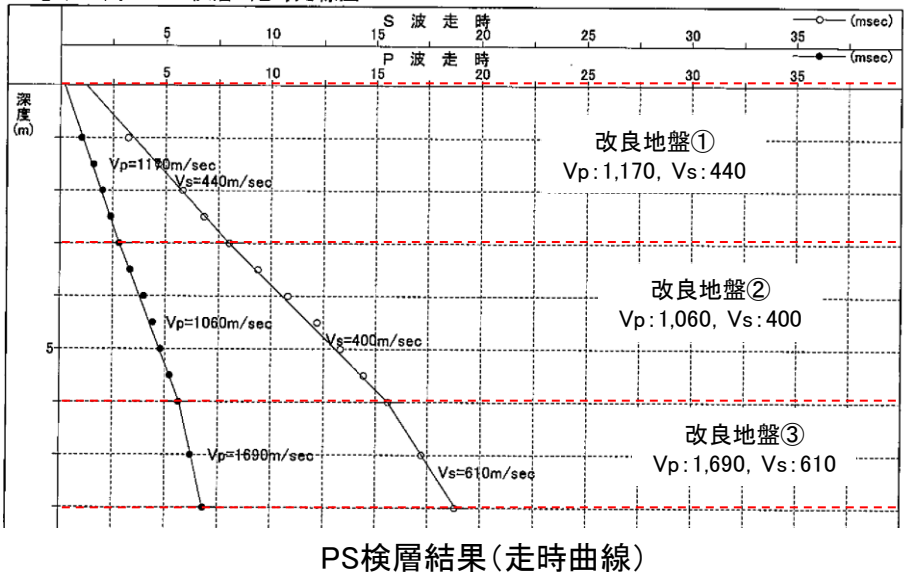 S 波 走 時
(msec)
5 10 15 20 25 30 35
P 波 走 時
(msec)
5 10 15 20 25 30 35
深度(m)
改良地盤①
Vp:1,170, Vs:440
Vp=1170m/sec
Vs=440m/sec
改良地盤②
Vp:1,060, Vs:400
Vp=1060m/sec
Vs=400m/sec
5
改良地盤③
Vp:1,690, Vs:610
Vp=1690m/sec
Vs=610m/sec
PS検層結果(走時曲線)